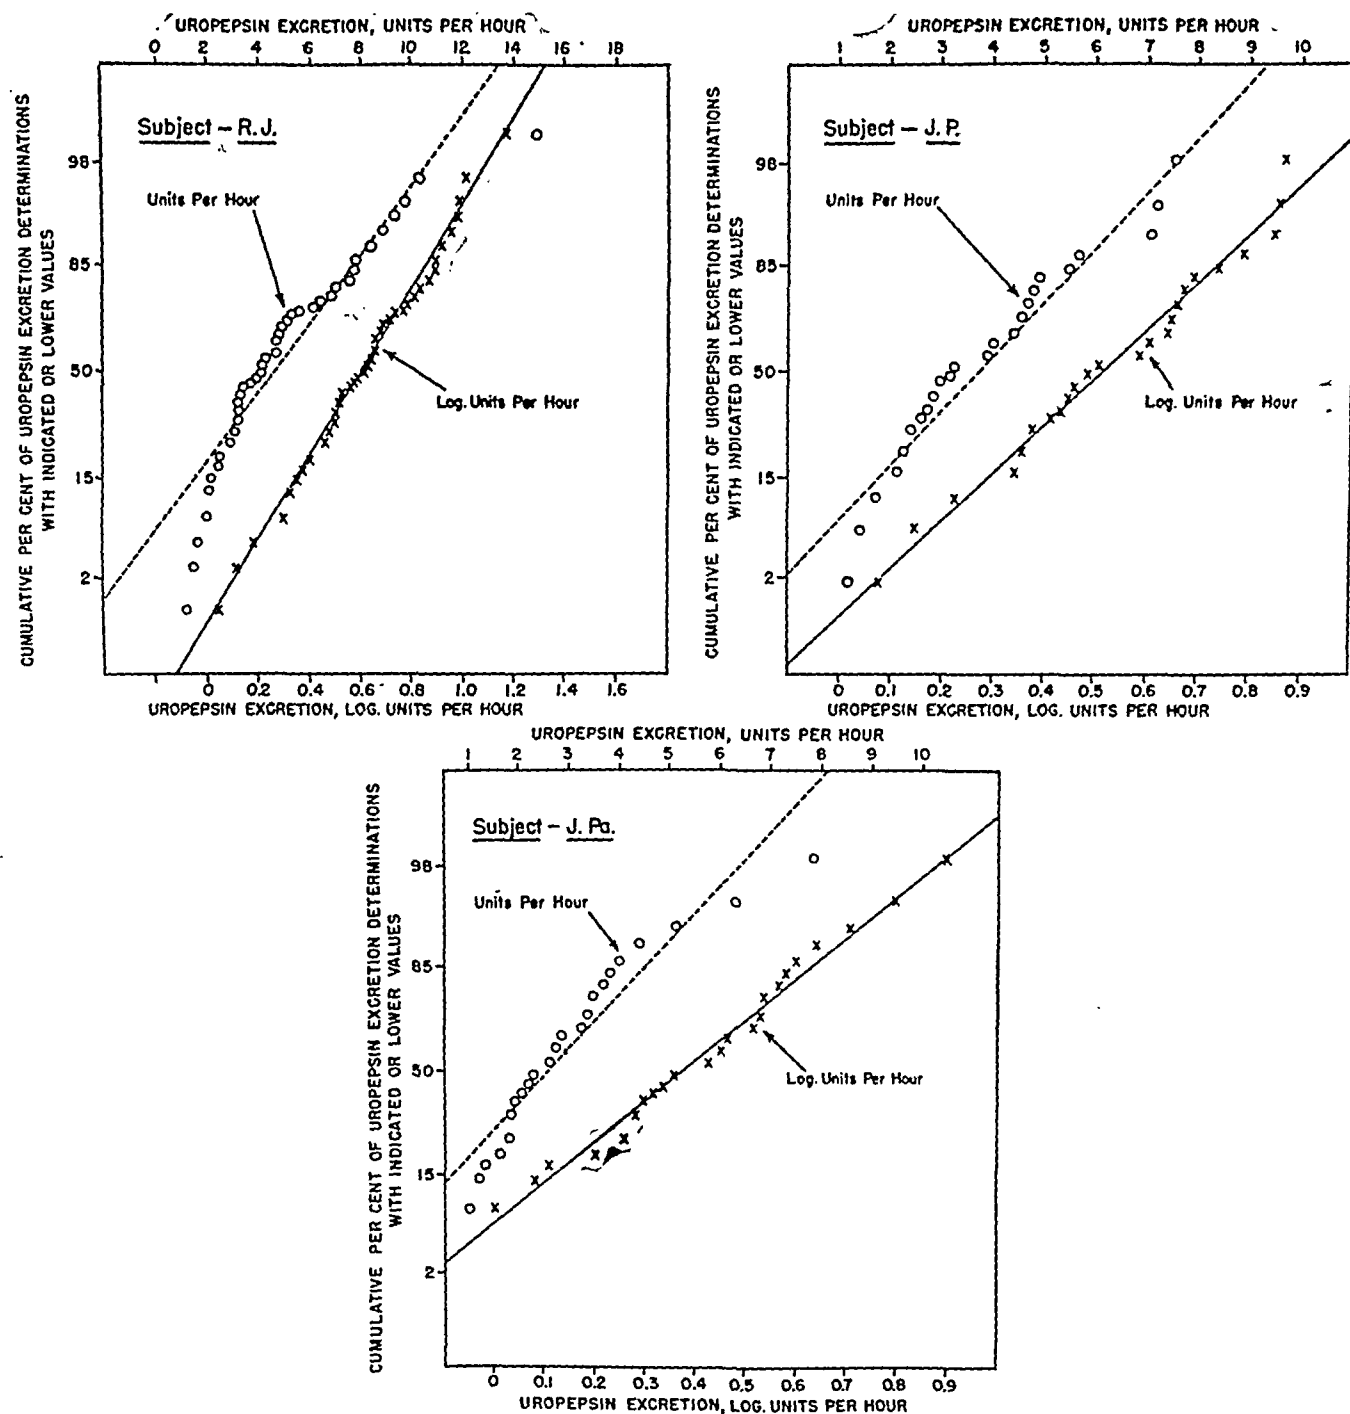 UROPEPSIN EXCRETION, UNITS PER HOUR
0 2 4 6 8 10 12 14 16 18
CUMULATIVE PER CENT OF UROPEPSIN EXCRETION DETERMINATIONS
WITH INDICATED OR LOWER VALUES
Subject – R.J.
98
Units Per Hour
85
50
Log. Units Per Hour
15
2
0 0.2 0.4 0.6 0.8 1.0 1.2 1.4 1.6
UROPEPSIN EXCRETION, LOG. UNITS PER HOUR
UROPEPSIN EXCRETION, UNITS PER HOUR
1 2 3 4 5 6 7 8 9 10
CUMULATIVE PER CENT OF UROPEPSIN EXCRETION DETERMINATIONS
WITH INDICATED OR LOWER VALUES
Subject – J.P.
98
Units Per Hour
85
50
Log. Units Per Hour
15
2
0 0.1 0.2 0.3 0.4 0.5 0.6 0.7 0.8 0.9
UROPEPSIN EXCRETION, LOG. UNITS PER HOUR
UROPEPSIN EXCRETION, UNITS PER HOUR
1 2 3 4 5 6 7 8 9 10
CUMULATIVE PER CENT OF UROPEPSIN EXCRETION DETERMINATIONS
WITH INDICATED OR LOWER VALUES
Subject – J. Pa.
98
Units Per Hour
85
50
Log. Units Per Hour
15
2
0 0.1 0.2 0.3 0.4 0.5 0.6 0.7 0.8 0.9
UROPEPSIN EXCRETION, LOG. UNITS PER HOUR